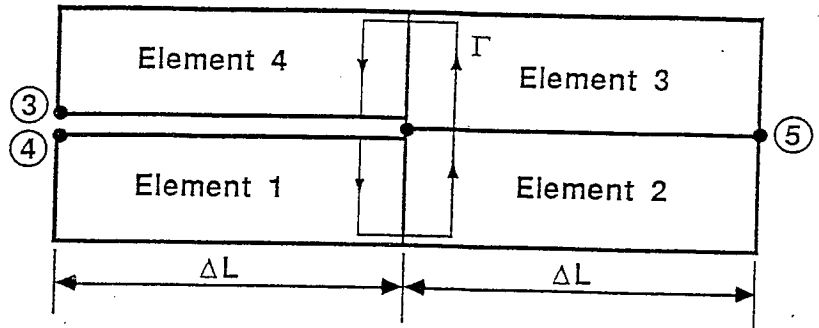 Element 4
Γ
Element 3
③
④
⑤
Element 1
Element 2
ΔL
ΔL